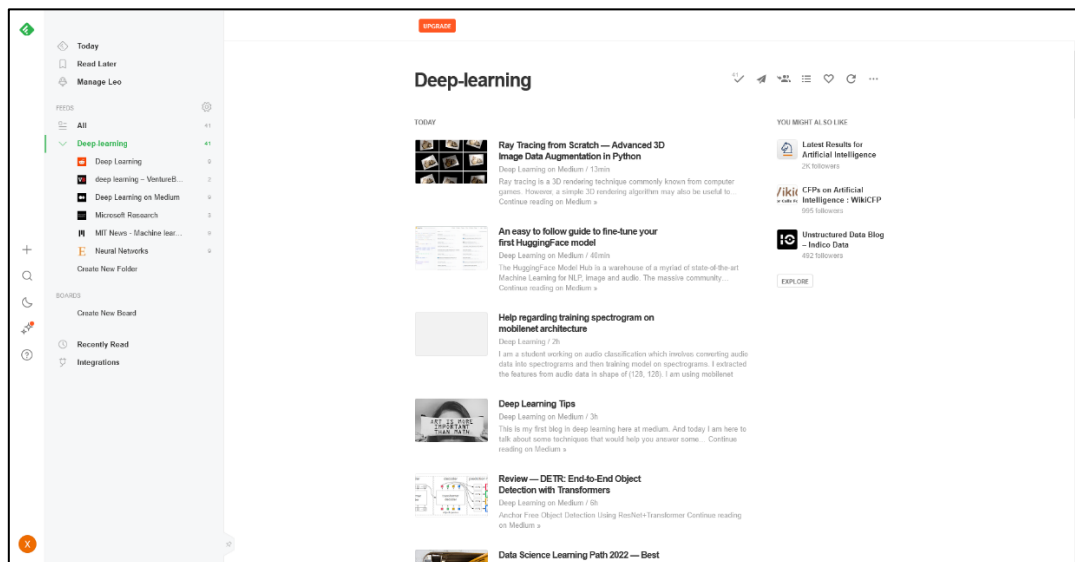 UPGRADE
Today
Read Later
Manage Leo
FEEDS
All 41
Deep-learning 41
Deep Learning
deep learning – VentureB...
Deep Learning on Medium
Microsoft Research
MIT News - Machine lear...
Neural Networks
Create New Folder
BOARDS
Create New Board
Recently Read
Integrations
X
Deep-learning
41
TODAY
Ray Tracing from Scratch — Advanced 3D
Image Data Augmentation in Python
Deep Learning on Medium / 13min
Ray tracing is a 3D rendering technique commonly known from computer
games. However, a simple 3D rendering algorithm may also be useful to...
Continue reading on Medium »
An easy to follow guide to fine-tune your
first HuggingFace model
Deep Learning on Medium / 40min
The HuggingFace Model Hub is a warehouse of a myriad of state-of-the-art
Machine Learning for NLP, image and audio. The massive community...
Continue reading on Medium »
Help regarding training spectrogram on
mobilenet architecture
Deep Learning / 2h
I am a student working on audio classification which involves converting audio
data into spectrograms and then training model on spectrograms. I extracted
the features from audio data in shape of (128, 128). I am using mobilenet
ART IS MORE
IMPORTANT
THAN MATH
Deep Learning Tips
Deep Learning on Medium / 3h
This is my first blog in deep learning here at medium. And today I am here to
talk about some techniques that would help you answer some... Continue
reading on Medium »
Review — DETR: End-to-End Object
Detection with Transformers
Deep Learning on Medium / 6h
Anchor Free Object Detection Using ResNet+Transformer Continue reading
on Medium »
Data Science Learning Path 2022 — Best
YOU MIGHT ALSO LIKE
Latest Results for
Artificial Intelligence
2K followers
CFPs on Artificial
Intelligence : WikiCFP
995 followers
Unstructured Data Blog
– Indico Data
492 followers
EXPLORE